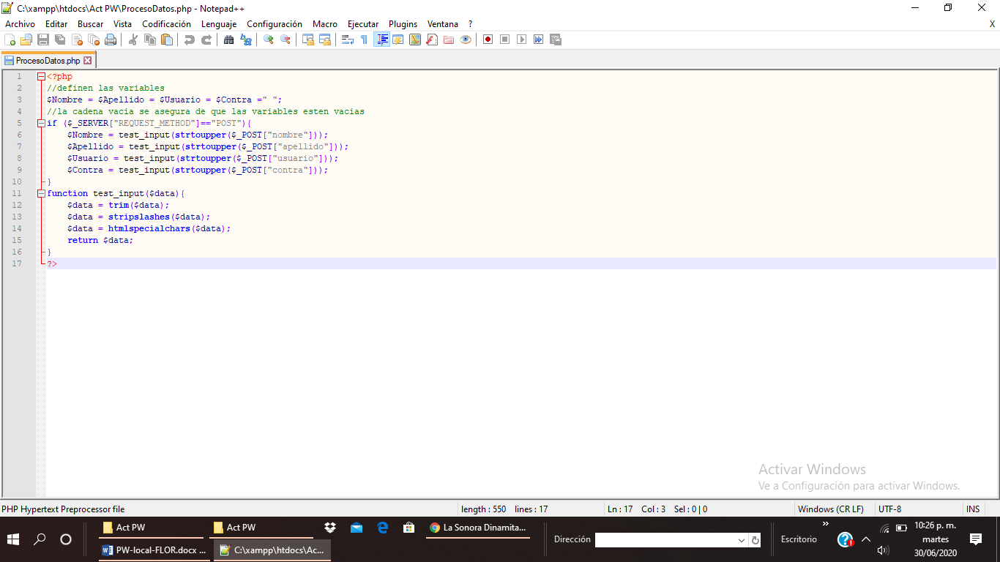 C:\xampp\htdocs\Act PW\ProcesoDatos.php - Notepad++
Archivo Editar Buscar Vista Codificación Lenguaje Configuración Macro Ejecutar Plugins Ventana ? X
ProcesoDatos.php
1 <?php
2 //definen las variables
3 $Nombre = $Apellido = $Usuario = $Contra =" ";
4 //la cadena vacia se asegura de que las variables esten vacias
5 if ($_SERVER["REQUEST_METHOD"]=="POST"){
6 $Nombre = test_input(strtoupper($_POST["nombre"]));
7 $Apellido = test_input(strtoupper($_POST["apellido"]));
8 $Usuario = test_input(strtoupper($_POST["usuario"]));
9 $Contra = test_input(strtoupper($_POST["contra"]));
10 }
11 function test_input($data){
12 $data = trim($data);
13 $data = stripslashes($data);
14 $data = htmlspecialchars($data);
15 return $data;
16 }
17 ?>
Activar Windows
Ve a Configuración para activar Windows.
PHP Hypertext Preprocessor file length : 550 lines : 17 Ln : 17 Col : 3 Sel : 0 | 0 Windows (CR LF) UTF-8 INS
Act PW Act PW La Sonora Dinamita...
PW-local-FLOR.docx ... C:\xampp\htdocs\Ac...
Dirección
Escritorio
10:26 p. m.
martes
30/06/2020